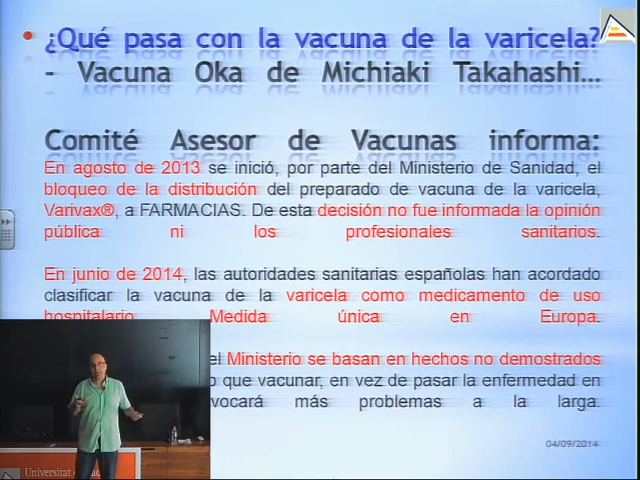 ¿Qué pasa con la vacuna de la varicela?
- Vacuna Oka de Michiaki Takahashi...
Comité Asesor de Vacunas informa:
En agosto de 2013 se inició, por parte del Ministerio de Sanidad, el
bloqueo de la distribución del preparado de vacuna de la varicela,
Varivax®, a FARMACIAS. De esta decisión no fue informada la opinión
pública ni los profesionales sanitarios.
En junio de 2014, las autoridades sanitarias españolas han acordado
clasificar la vacuna de la varicela como medicamento de uso
hospitalario. Medida única en Europa.
el Ministerio se basan en hechos no demostrados
que vacunar, en vez de pasar la enfermedad en
más problemas a la larga.
04/09/2014
Universitat